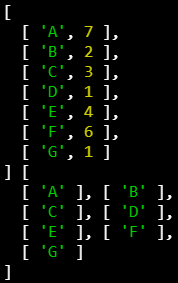 [
  [ 'A', 7 ],
  [ 'B', 2 ],
  [ 'C', 3 ],
  [ 'D', 1 ],
  [ 'E', 4 ],
  [ 'F', 6 ],
  [ 'G', 1 ]
] [
  [ 'A' ], [ 'B' ],
  [ 'C' ], [ 'D' ],
  [ 'E' ], [ 'F' ],
  [ 'G' ]
]